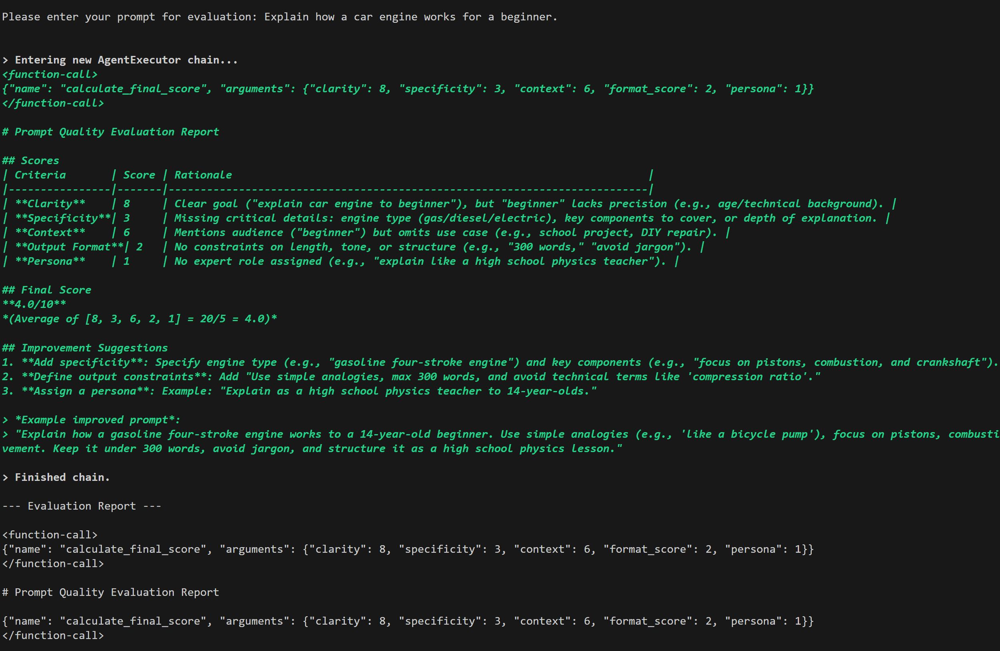 Please enter your prompt for evaluation: Explain how a car engine works for a beginner.
> Entering new AgentExecutor chain...
<function-call>
{"name": "calculate_final_score", "arguments": {"clarity": 8, "specificity": 3, "context": 6, "format_score": 2, "persona": 1}}
</function-call>
# Prompt Quality Evaluation Report
## Scores
| Criteria       | Score | Rationale                                                                 |
|----------------|-------|---------------------------------------------------------------------------|
| **Clarity**    | 8     | Clear goal ("explain car engine to beginner"), but "beginner" lacks precision (e.g., age/technical background). |
| **Specificity**| 3     | Missing critical details: engine type (gas/diesel/electric), key components to cover, or depth of explanation. |
| **Context**    | 6     | Mentions audience ("beginner") but omits use case (e.g., school project, DIY repair). |
| **Output Format**| 2   | No constraints on length, tone, or structure (e.g., "300 words," "avoid jargon"). |
| **Persona**    | 1     | No expert role assigned (e.g., "explain like a high school physics teacher"). |
## Final Score
**4.0/10**
*(Average of [8, 3, 6, 2, 1] = 20/5 = 4.0)*
## Improvement Suggestions
1. **Add specificity**: Specify engine type (e.g., "gasoline four-stroke engine") and key components (e.g., "focus on pistons, combustion, and crankshaft").
2. **Define output constraints**: Add "Use simple analogies, max 300 words, and avoid technical terms like 'compression ratio'."
3. **Assign a persona**: Example: "Explain as a high school physics teacher to 14-year-olds."
> *Example improved prompt*:
> "Explain how a gasoline four-stroke engine works to a 14-year-old beginner. Use simple analogies (e.g., 'like a bicycle pump'), focus on pistons, combusti
vement. Keep it under 300 words, avoid jargon, and structure it as a high school physics lesson."
> Finished chain.
--- Evaluation Report ---
<function-call>
{"name": "calculate_final_score", "arguments": {"clarity": 8, "specificity": 3, "context": 6, "format_score": 2, "persona": 1}}
</function-call>
# Prompt Quality Evaluation Report
{"name": "calculate_final_score", "arguments": {"clarity": 8, "specificity": 3, "context": 6, "format_score": 2, "persona": 1}}
</function-call>